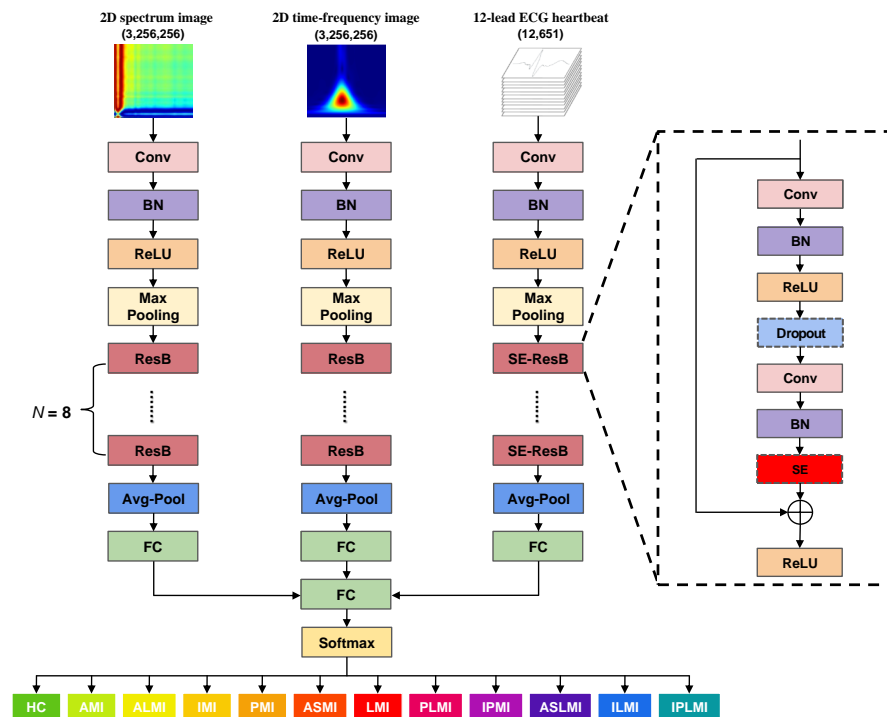 2D spectrum image
(3,256,256)
2D time-frequency image
(3,256,256)
12-lead ECG heartbeat
(12,651)
Conv
BN
ReLU
Max
Pooling
ResB
ResB
Avg-Pool
FC
N = 8
Conv
BN
ReLU
Max
Pooling
ResB
ResB
Avg-Pool
FC
FC
Softmax
Conv
BN
ReLU
Max
Pooling
SE-ResB
SE-ResB
Avg-Pool
FC
Conv
BN
ReLU
Dropout
Conv
BN
SE
ReLU
HC
AMI
ALMI
IMI
PMI
ASMI
LMI
PLMI
IPMI
ASLMI
ILMI
IPLMI